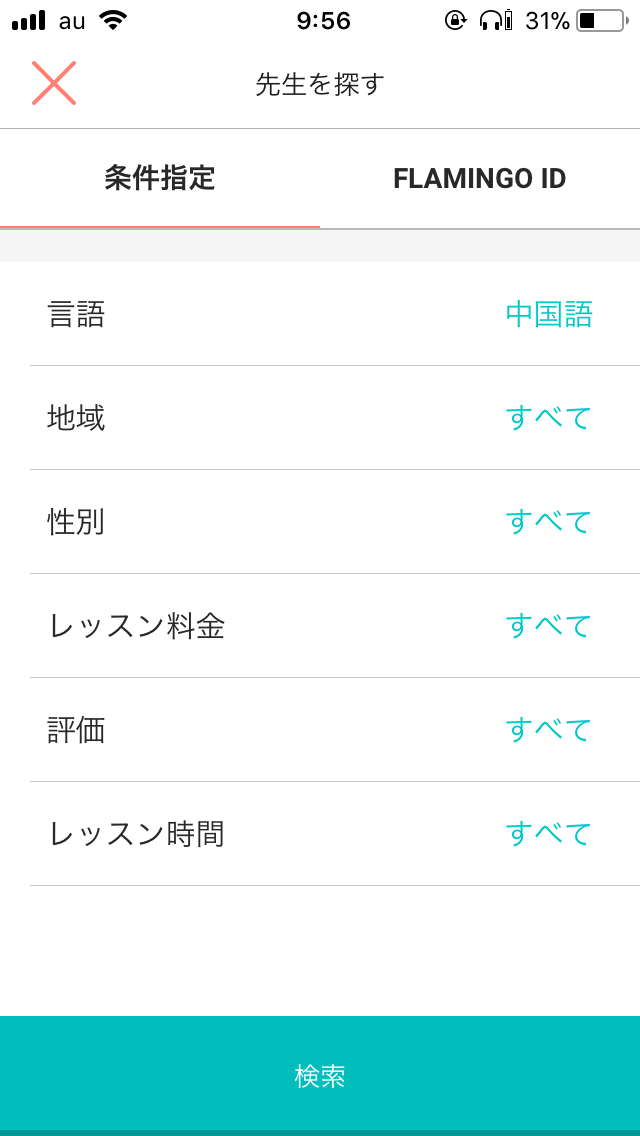 au 9:56 31%
先生を探す
条件指定 FLAMINGO ID
言語 中国語
地域 すべて
性別 すべて
レッスン料金 すべて
評価 すべて
レッスン時間 すべて
検索